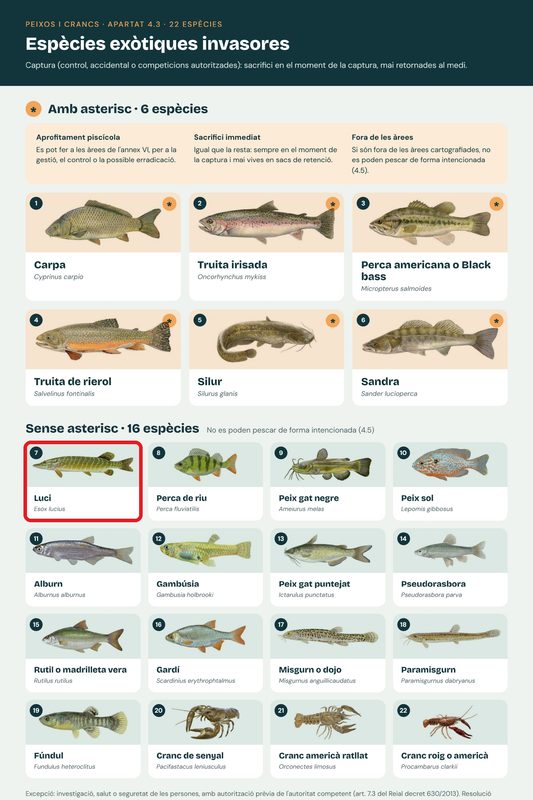 PEIXOS I CRANCS · APARTAT 4.3 · 22 ESPÈCIES
Espècies exòtiques invasores
Captura (control, accidental o competicions autoritzades): sacrifici en el moment de la captura, mai retornades al medi.
* Amb asterisc · 6 espècies
Aprofitament piscícola
Es pot fer a les àrees de l'annex VI, per a la
gestió, el control o la possible erradicació.
Sacrifici immediat
Igual que la resta: sempre en el moment de
la captura i mai vives en sacs de retenció.
Fora de les àrees
Si són fora de les àrees cartografiades, no
es poden pescar de forma intencionada
(4.5).
1 *
Carpa
Cyprinus carpio
2 *
Truita irisada
Oncorhynchus mykiss
3 *
Perca americana o Black
bass
Micropterus salmoides
4 *
Truita de rierol
Salvelinus fontinalis
5 *
Silur
Silurus glanis
6 *
Sandra
Sander lucioperca
Sense asterisc · 16 espècies No es poden pescar de forma intencionada (4.5)
7
Luci
Esox lucius
8
Perca de riu
Perca fluviatilis
9
Peix gat negre
Ameiurus melas
10
Peix sol
Lepomis gibbosus
11
Alburn
Alburnus alburnus
12
Gambúsia
Gambusia holbrooki
13
Peix gat puntejat
Ictalurus punctatus
14
Pseudorasbora
Pseudorasbora parva
15
Rutil o madrilleta vera
Rutilus rutilus
16
Gardí
Scardinius erythrophtalmus
17
Misgurn o dojo
Misgurnus anguillicaudatus
18
Paramisgurn
Paramisgurnus dabryanus
19
Fúndul
Fundulus heteroclitus
20
Cranc de senyal
Pacifastacus leniusculus
21
Cranc americà ratllat
Orconectes limosus
22
Cranc roig o americà
Procambarus clarkii
Excepció: investigació, salut o seguretat de les persones, amb autorització prèvia de l'autoritat competent (art. 7.3 del Reial decret 630/2013). Resolució